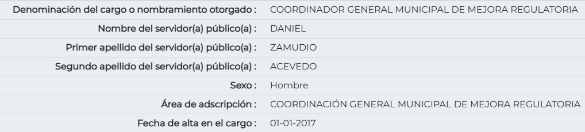 Denominación del cargo o nombramiento otorgado : COORDINADOR GENERAL MUNICIPAL DE MEJORA REGULATORIA
Nombre del servidor(a) público(a) : DANIEL
Primer apellido del servidor(a) público(a) : ZAMUDIO
Segundo apellido del servidor(a) público(a) : ACEVEDO
Sexo : Hombre
Área de adscripción : COORDINACIÓN GENERAL MUNICIPAL DE MEJORA REGULATORIA
Fecha de alta en el cargo : 01-01-2017